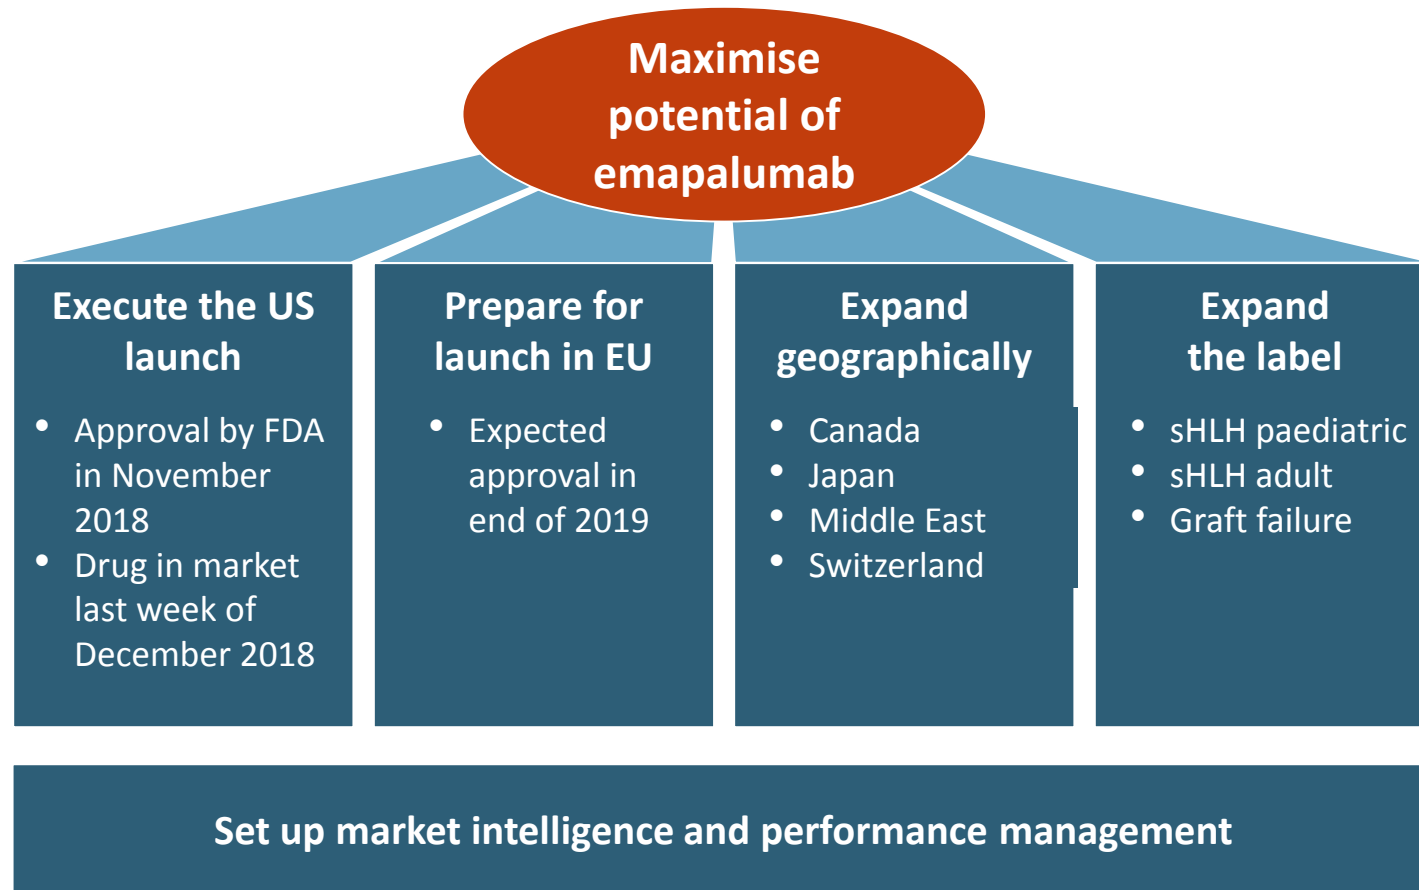 Maximise
potential of
emapalumab
Execute the US
launch
• Approval by FDA
in November
2018
• Drug in market
last week of
December 2018
Prepare for
launch in EU
• Expected
approval in
end of 2019
Expand
geographically
• Canada
• Japan
• Middle East
• Switzerland
Expand
the label
• sHLH paediatric
• sHLH adult
• Graft failure
Set up market intelligence and performance management